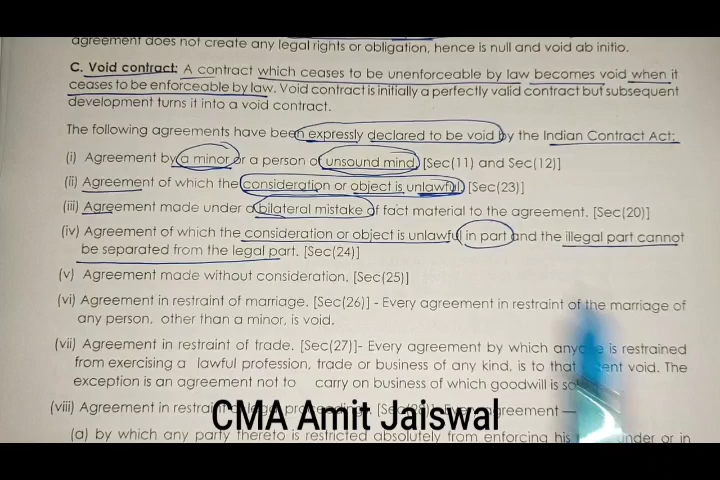 agreement does not create any legal rights or obligation, hence is null and void ab initio.
C. Void contract: A contract which ceases to be unenforceable by law becomes void when it
ceases to be enforceable by law. Void contract is initially a perfectly valid contract but subsequent
development turns it into a void contract.
The following agreements have been expressly declared to be void by the Indian Contract Act:
(i) Agreement by a minor or a person of unsound mind. [Sec(11) and Sec(12)]
(ii) Agreement of which the consideration or object is unlawful. [Sec(23)]
(iii) Agreement made under a bilateral mistake of fact material to the agreement. [Sec(20)]
(iv) Agreement of which the consideration or object is unlawful in part and the illegal part cannot
be separated from the legal part. [Sec(24)]
(v) Agreement made without consideration. [Sec(25)]
(vi) Agreement in restraint of marriage. [Sec(26)] - Every agreement in restraint of the marriage of
any person, other than a minor, is void.
(vii) Agreement in restraint of trade. [Sec(27)]- Every agreement by which anyone is restrained
from exercising a lawful profession, trade or business of any kind, is to that extent void. The
exception is an agreement not to carry on business of which goodwill is
(viii) Agreement in restraint legal proceedings. [Sec(28)] Every agreement —
CMA Amit Jaiswal
(a) by which any party thereto is restricted absolutely from enforcing his under or in